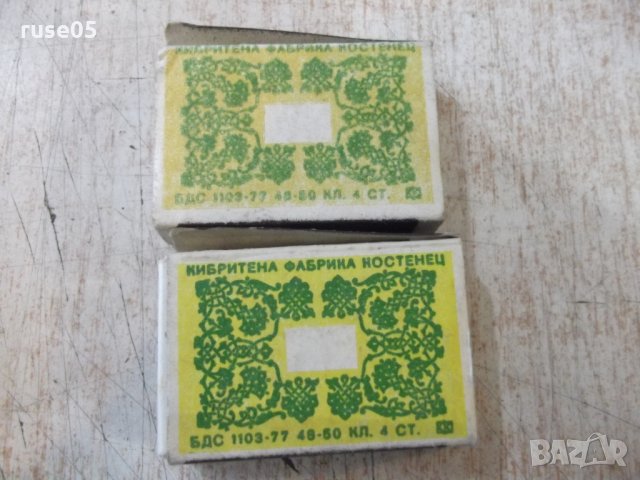 ruse05
КИБРИТЕНА ФАБРИКА КОСТЕНЕЦ
БДС 1103-77 48-50 КЛ. 4 СТ.
КИБРИТЕНА ФАБРИКА КОСТЕНЕЦ
БДС 1103-77 48-50 КЛ. 4 СТ.
bazar.bg